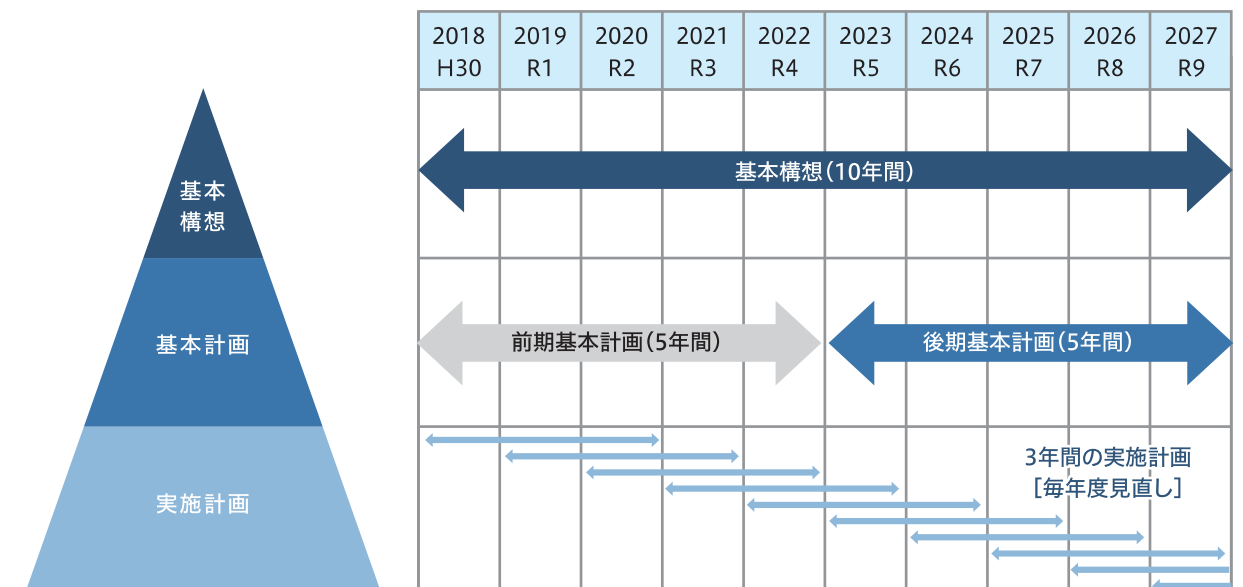 2018 2019 2020 2021 2022 2023 2024 2025 2026 2027
H30 R1 R2 R3 R4 R5 R6 R7 R8 R9
基本
構想
基本構想（10年間）
基本計画
前期基本計画（5年間）
後期基本計画（5年間）
実施計画
3年間の実施計画
［毎年度見直し］